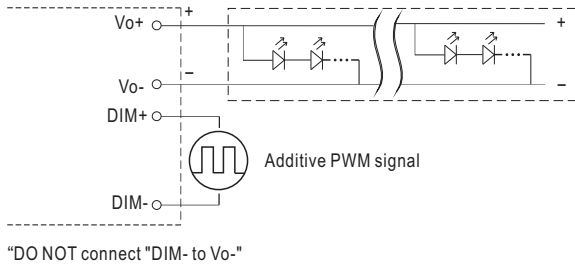 Vo+
+
+
Vo-
–
–
DIM+
Additive PWM signal
DIM-
“DO NOT connect "DIM- to Vo-"